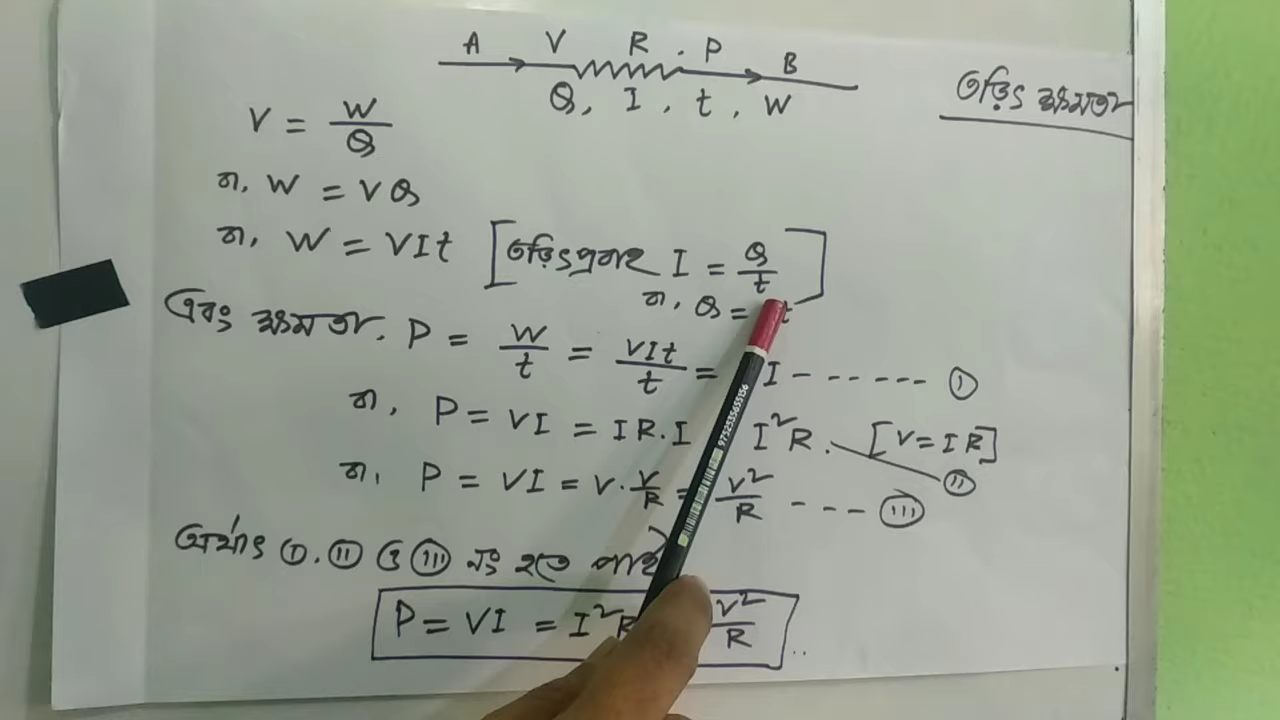 A V R . P B
Q, I, t, W
তড়িৎ ক্ষমতা
V = W/Q
বা, W = VQ
বা, W = VIt [তড়িৎপ্রবাহ I = Q/t
বা, Q = t]
এবং ক্ষমতা, P = W/t = VIt/t = I ------ (i)
বা, P = VI = IR.I I²R. [V = IR] (ii)
বা, P = VI = V.V/R = V²/R --- (iii)
অর্থাৎ (i), (ii) ও (iii) নং হতে পাই
P = VI = I²R V²/R
9752535655156